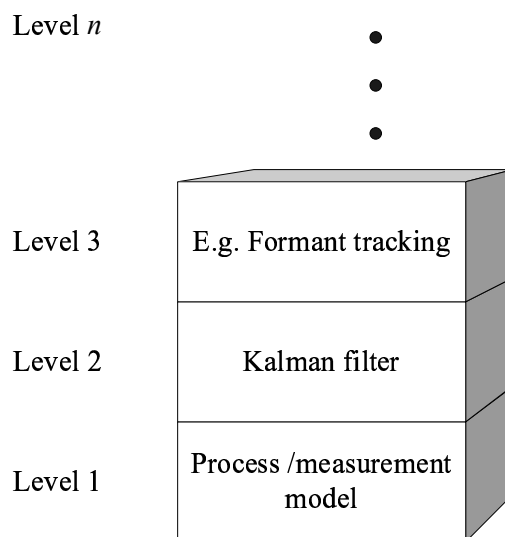 Level n
Level 3
E.g. Formant tracking
Level 2
Kalman filter
Level 1
Process /measurement
model